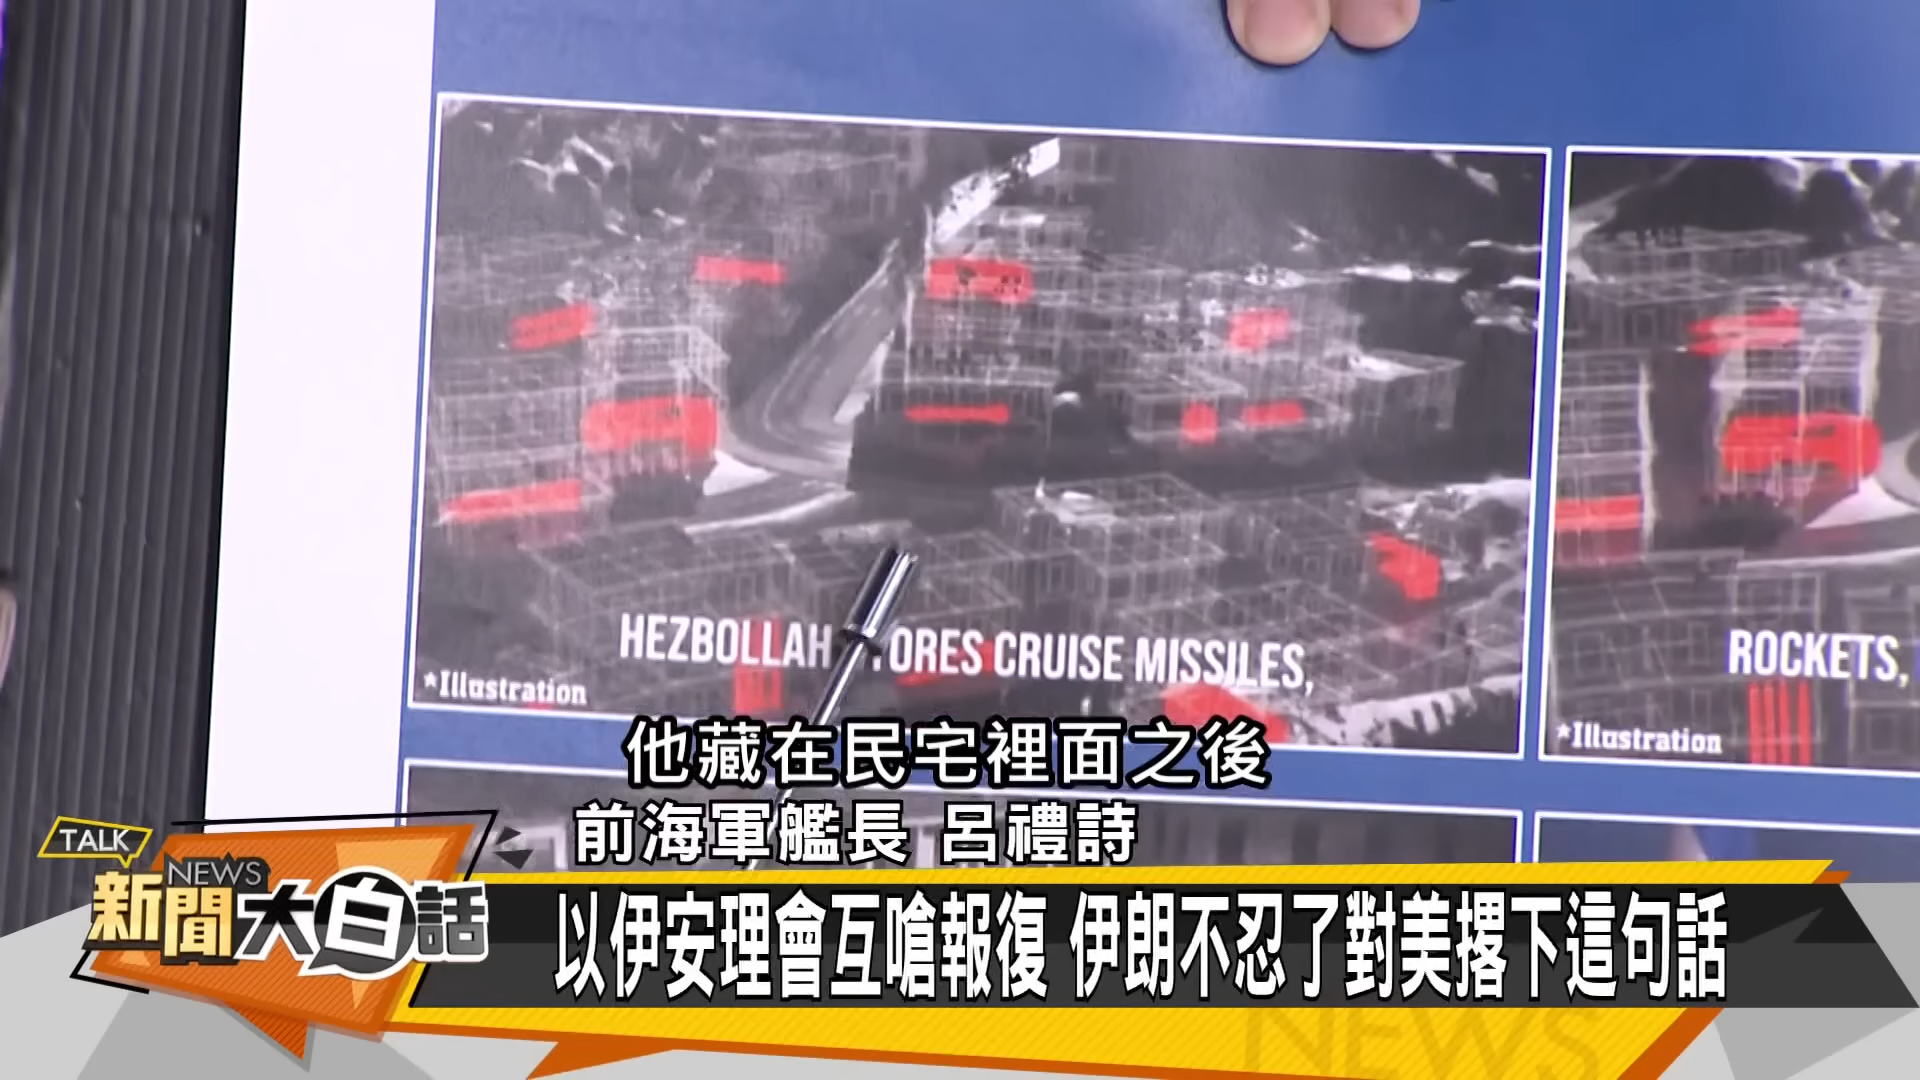 HEZBOLLAH STORES CRUISE MISSILES,
*Illustration
ROCKETS,
*Illustration
他藏在民宅裡面之後
前海軍艦長 呂禮詩
TALK
NEWS
新聞大白話
以伊安理會互嗆報復 伊朗不忍了對美撂下這句話
NEWS